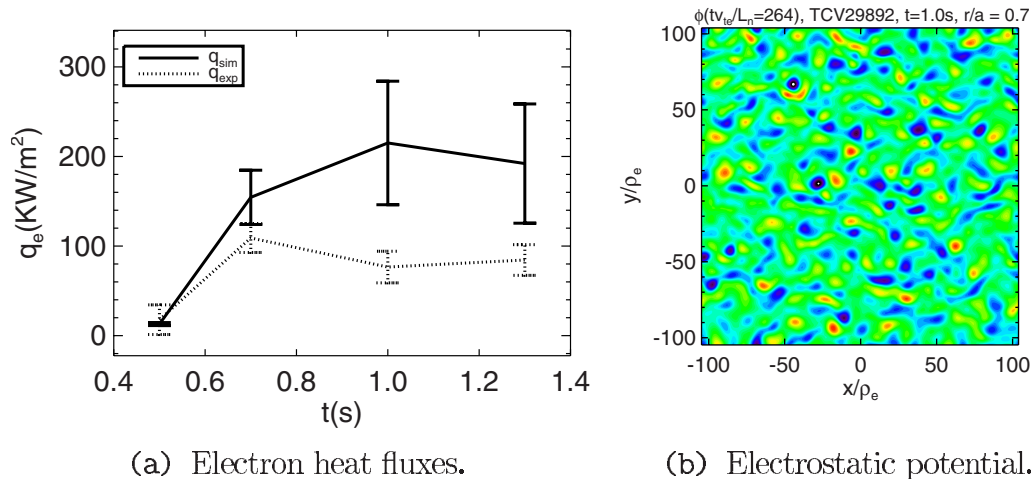 300
200
100
0
0.4 0.6 0.8 1.0 1.2 1.4
t(s)
q_e(KW/m²)
q_sim
q_exp
(a) Electron heat fluxes.
ϕ(tv_te/L_n=264), TCV29892, t=1.0s, r/a = 0.7
100
50
0
-50
-100
-100 -50 0 50 100
x/ρ_e
y/ρ_e
(b) Electrostatic potential.